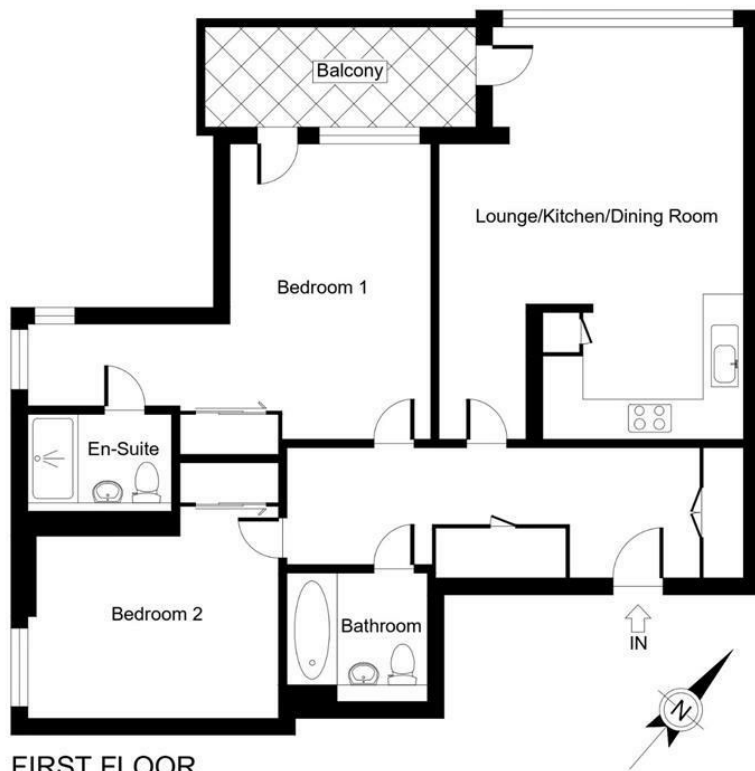 Balcony
Lounge/Kitchen/Dining Room
Bedroom 1
En-Suite
Bedroom 2
Bathroom
IN
N
FIRST FLOOR